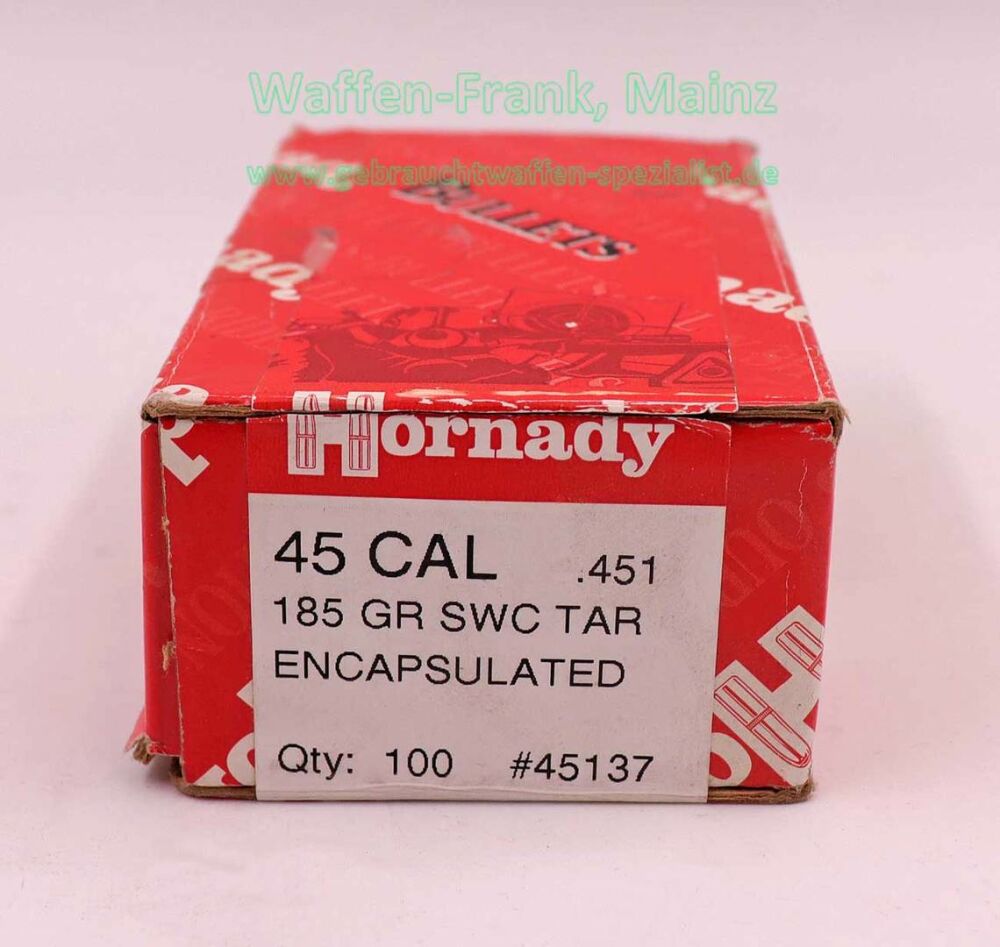 Waffen-Frank, Mainz
www.gebrauchtwaffen-spezialist.de
BULLETS
Hornady
45 CAL .451
185 GR SWC TAR
ENCAPSULATED
Qty: 100 #45137